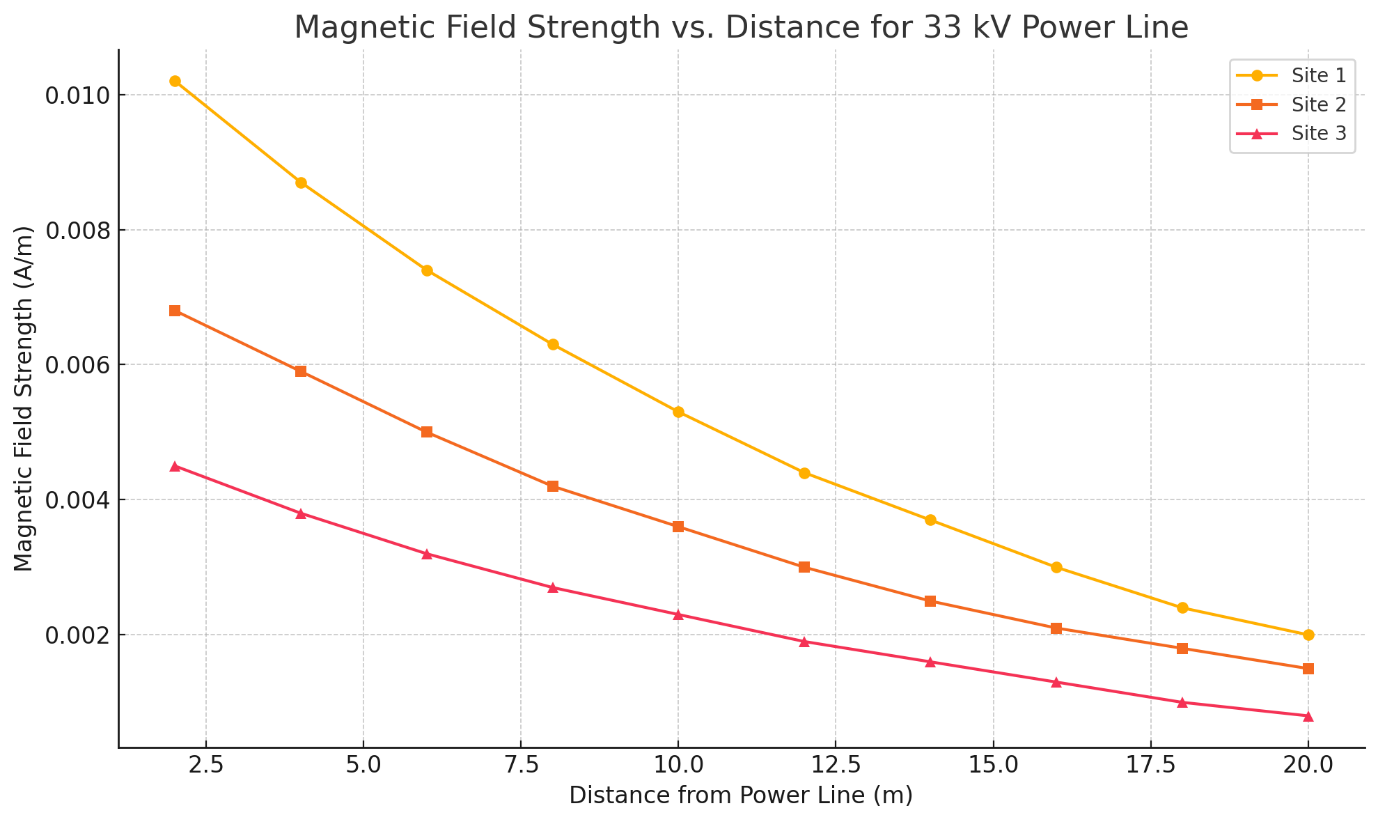 Magnetic Field Strength vs. Distance for 33 kV Power Line
Site 1
Site 2
Site 3
Magnetic Field Strength (A/m)
0.010
0.008
0.006
0.004
0.002
2.5 5.0 7.5 10.0 12.5 15.0 17.5 20.0
Distance from Power Line (m)